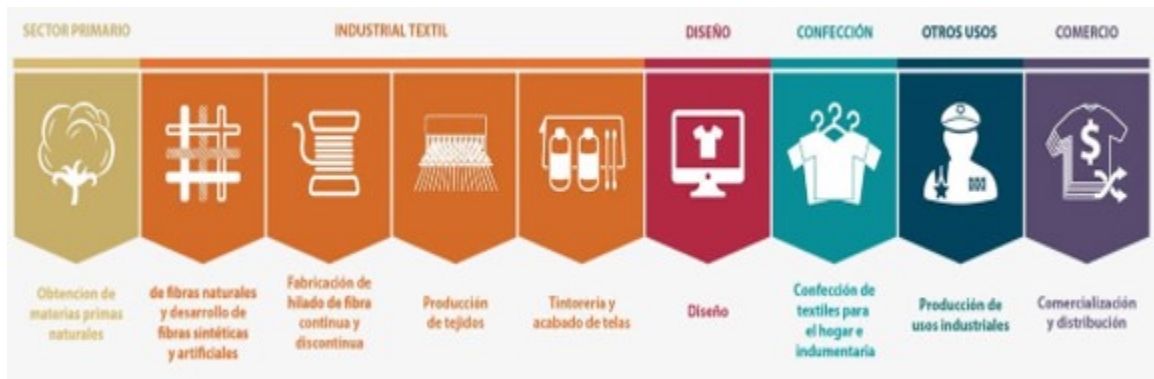 SECTOR PRIMARIO
INDUSTRIAL TEXTIL
DISEÑO
CONFECCIÓN
OTROS USOS
COMERCIO
$
Obtencion de
materias primas
naturales
de fibras naturales
y desarrollo de
fibras sintéticas
y artificiales
Fabricación de
hilado de fibra
continua y
discontinua
Producción
de tejidos
Tintorería y
acabado de telas
Diseño
Confección de
textiles para
el hogar e
indumentaria
Producción de
usos industriales
Comercialización
y distribución